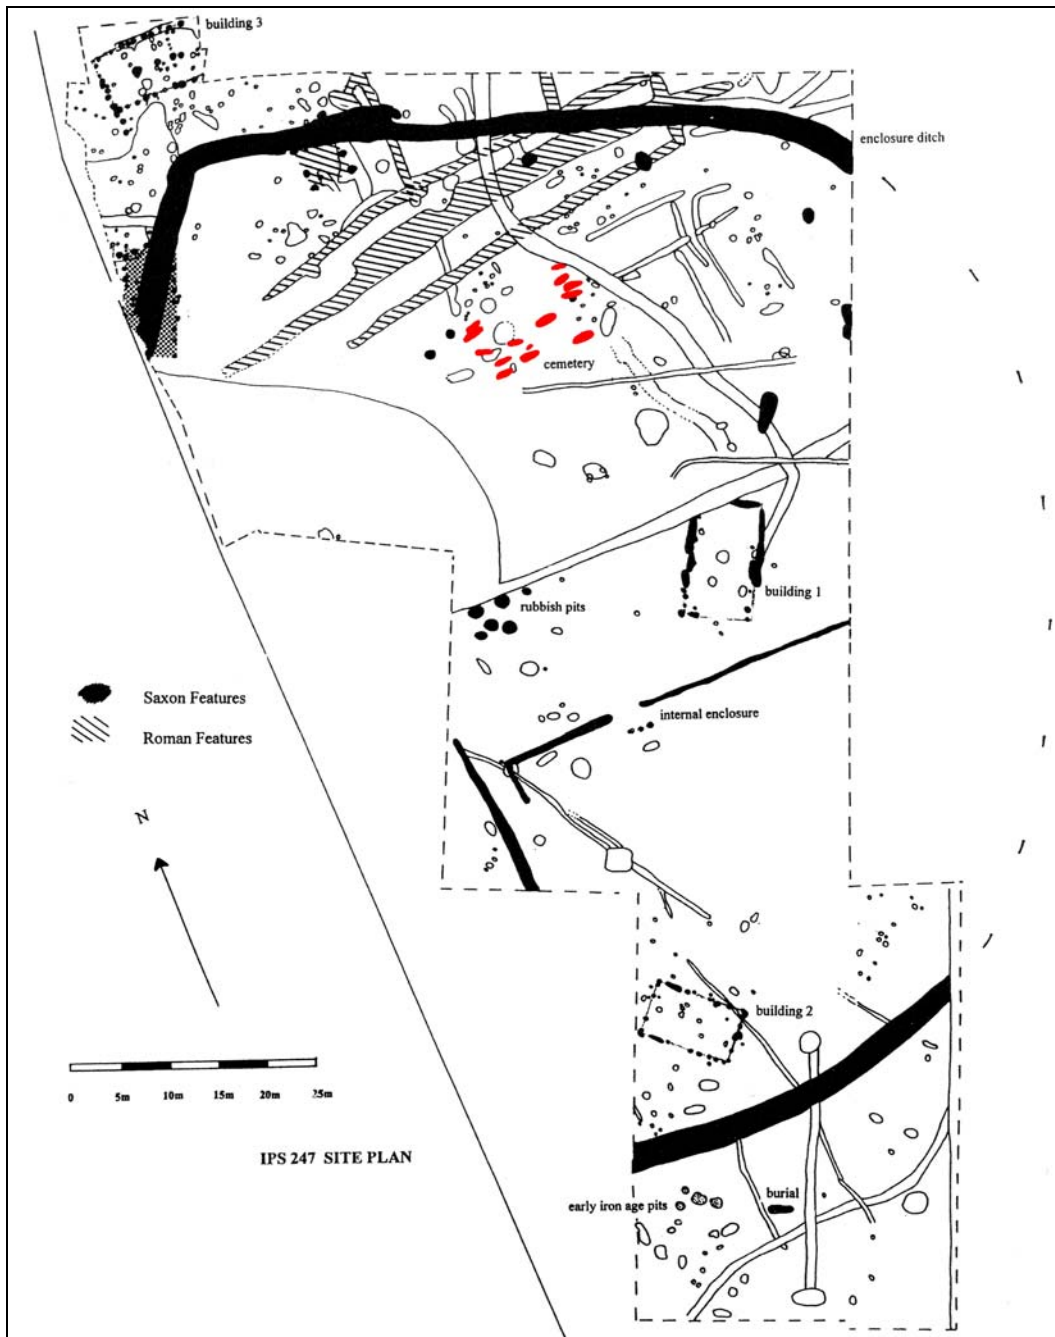 building 3
enclosure ditch
cemetery
building 1
rubbish pits
internal enclosure
Saxon Features
Roman Features
N
building 2
0 5m 10m 15m 20m 25m
IPS 247 SITE PLAN
early iron age pits
burial